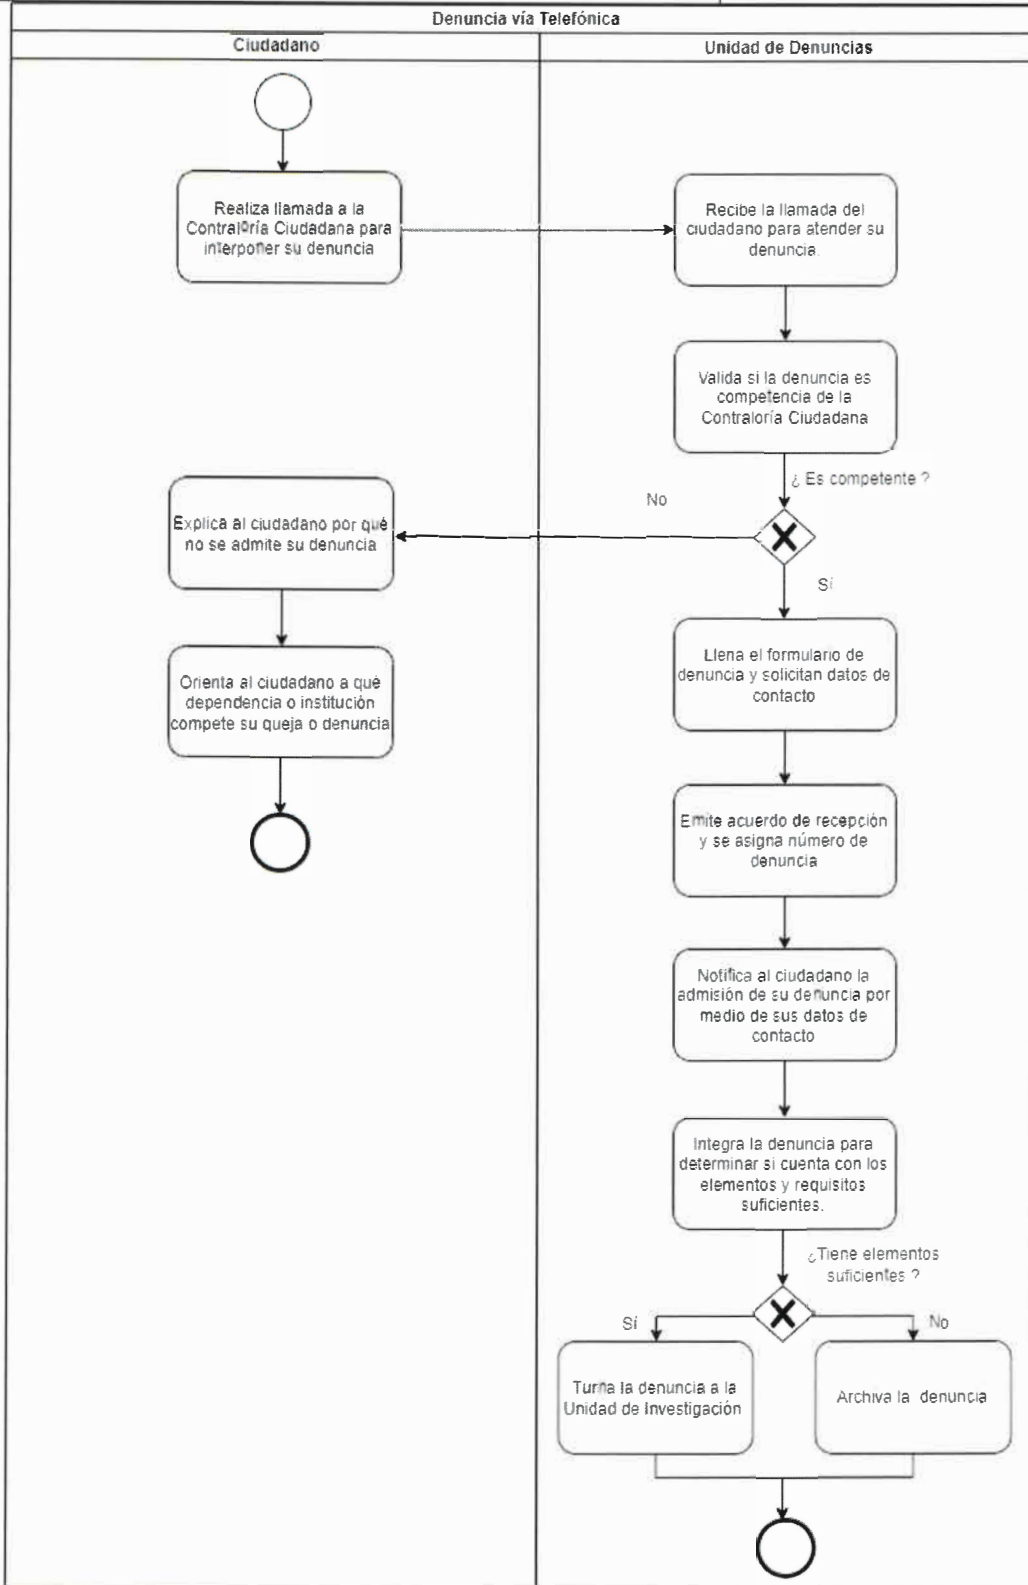 Denuncia vía Telefónica
Ciudadano
Unidad de Denuncias
Realiza llamada a la
Contraloría Ciudadana para
interponer su denuncia
Recibe la llamada del
ciudadano para atender su
denuncia.
Valida si la denuncia es
competencia de la
Contraloría Ciudadana
¿ Es competente ?
No
Explica al ciudadano por qué
no se admite su denuncia
Sí
Orienta al ciudadano a qué
dependencia o institución
compete su queja o denuncia
Llena el formulario de
denuncia y solicitan datos de
contacto
Emite acuerdo de recepción
y se asigna número de
denuncia
Notifica al ciudadano la
admisión de su denuncia por
medio de sus datos de
contacto
Integra la denuncia para
determinar si cuenta con los
elementos y requisitos
suficientes.
¿Tiene elementos
suficientes ?
Sí
No
Turna la denuncia a la
Unidad de Investigación
Archiva la denuncia